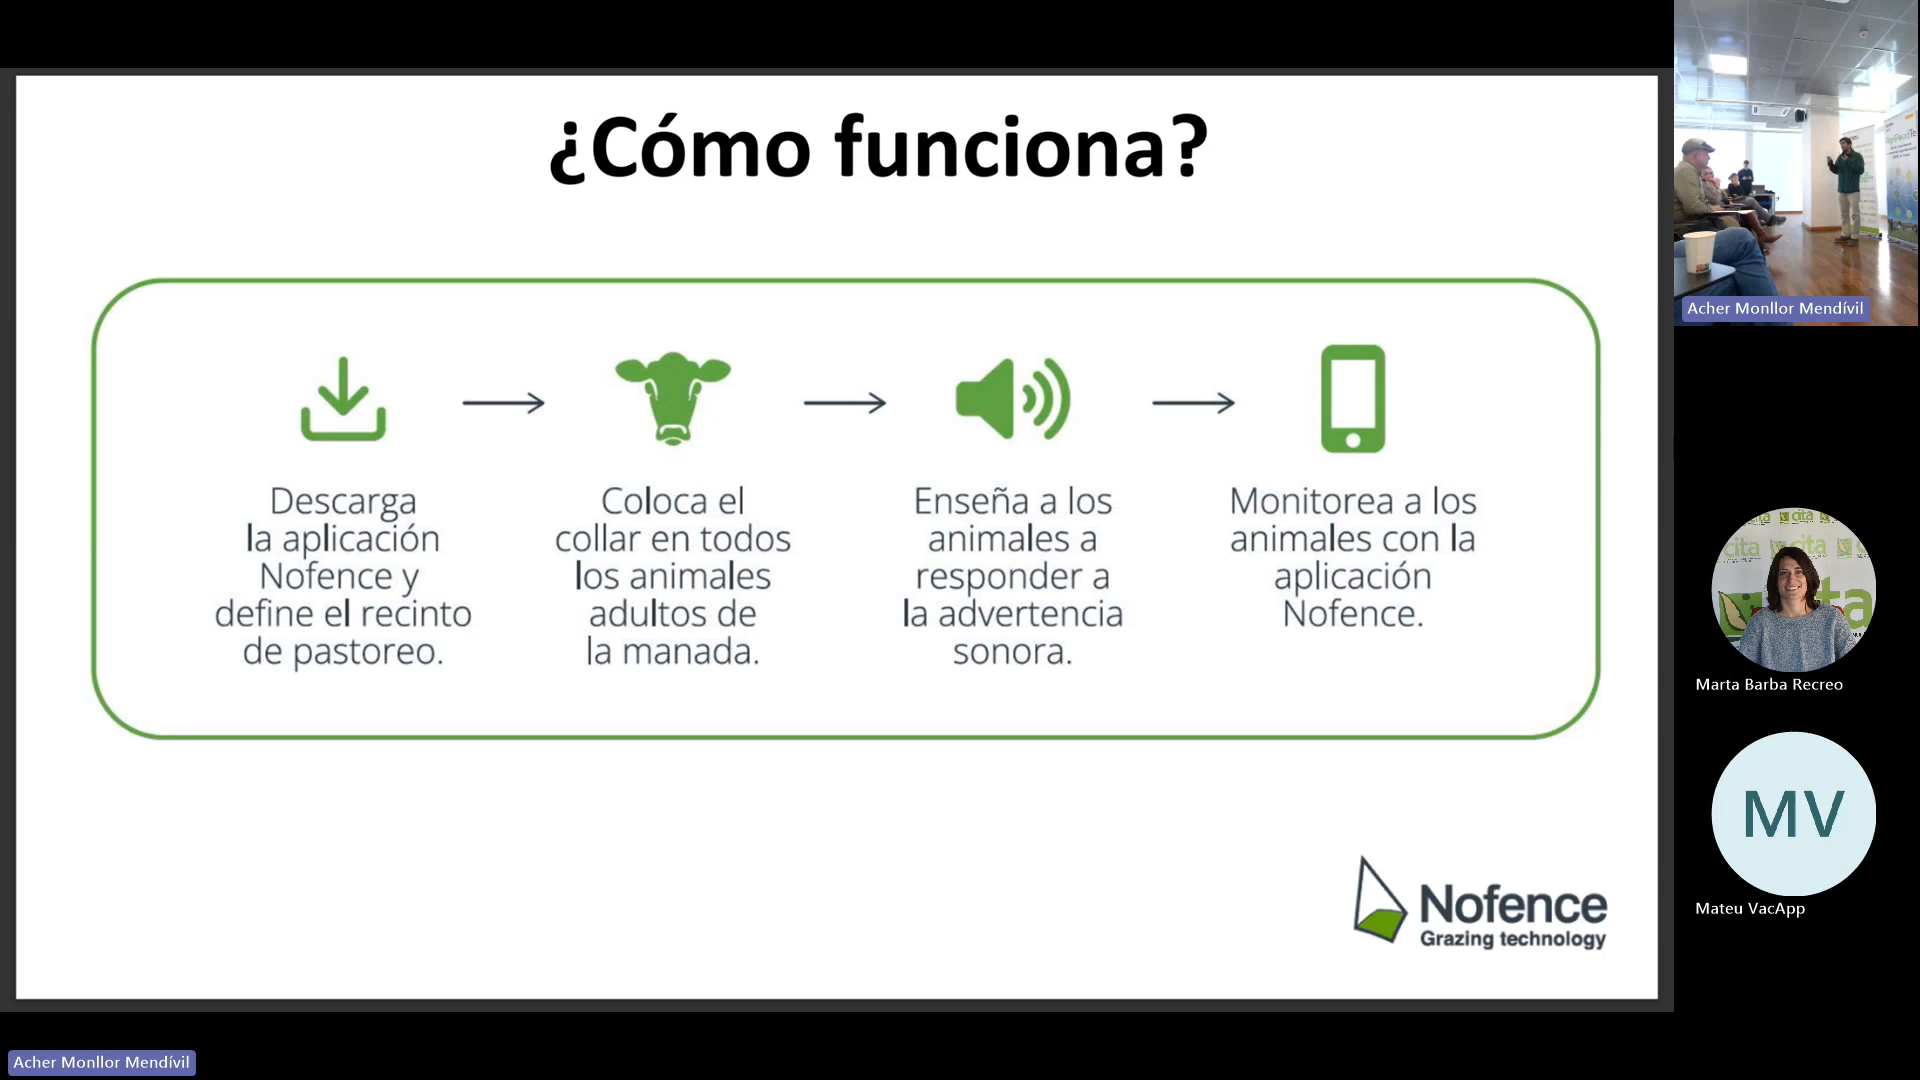 ¿Cómo funciona?
Descarga
la aplicación
Nofence y
define el recinto
de pastoreo.
Coloca el
collar en todos
los animales
adultos de
la manada.
Enseña a los
animales a
responder a
la advertencia
sonora.
Monitorea a los
animales con la
aplicación
Nofence.
Nofence
Grazing technology
Acher Monllor Mendívil
cita
cita
Marta Barba Recreo
MV
Mateu VacApp
Acher Monllor Mendívil